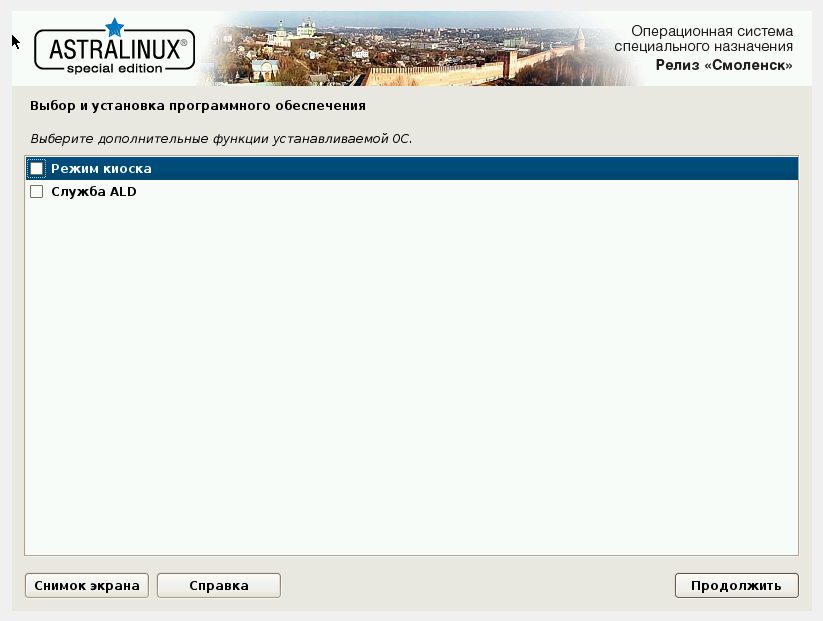 ASTRALINUX®
special edition
Операционная система
специального назначения
Релиз «Смоленск»
Выбор и установка программного обеспечения
Выберите дополнительные функции устанавливаемой ОС.
Режим киоска
Служба ALD
Снимок экрана
Справка
Продолжить